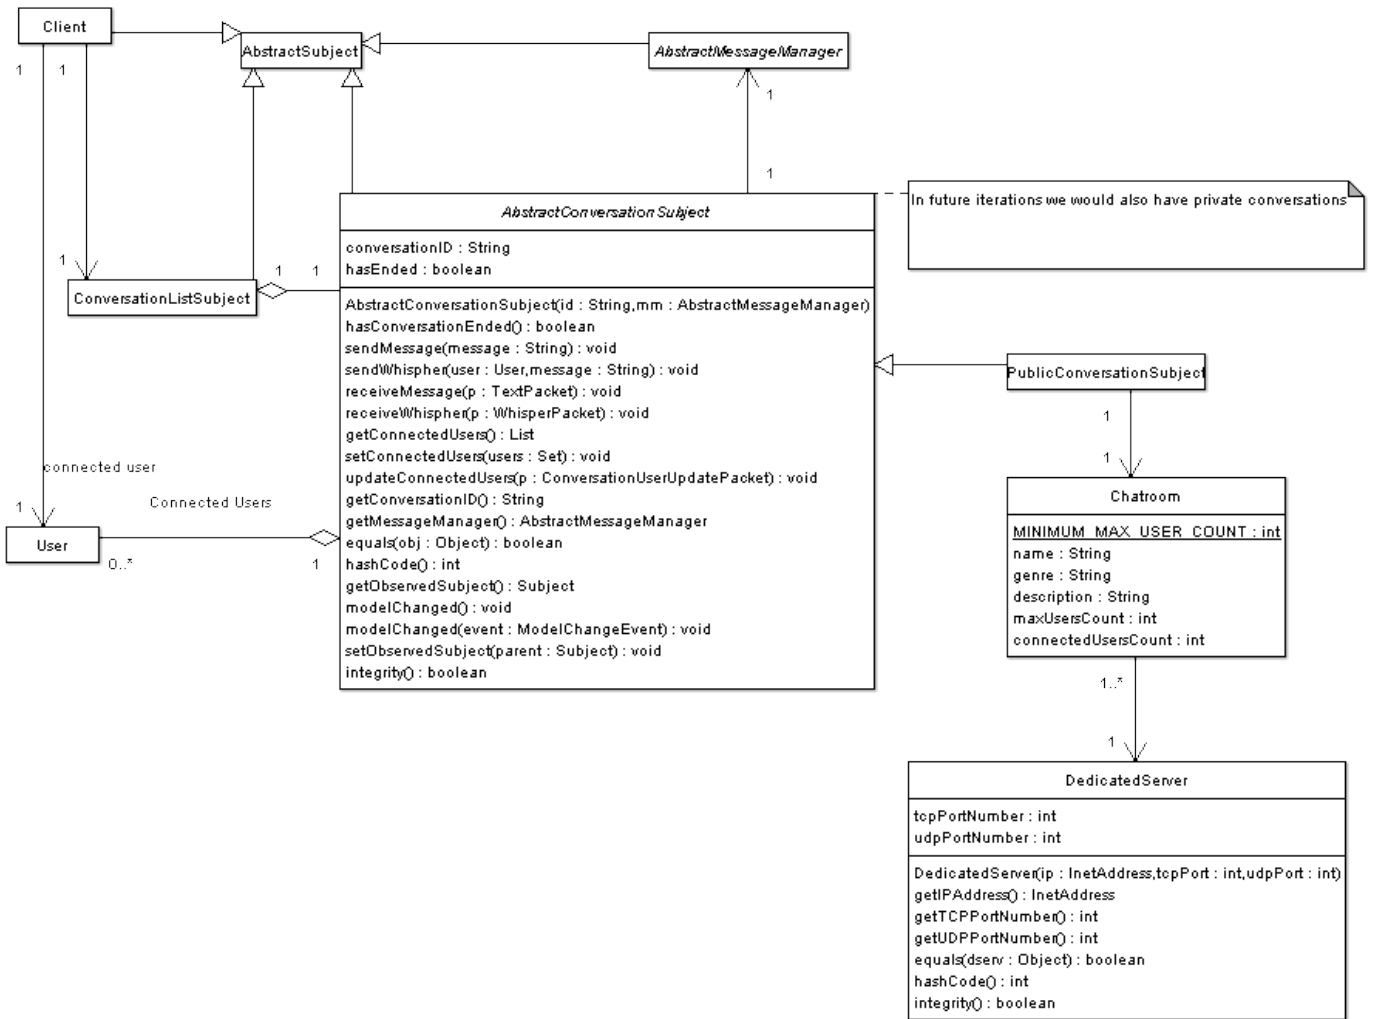 Client
AbstractSubject
AbstractMessageManager
1
1
1
1
AbstractConversationSubject
In future iterations we would also have private conversations
conversationID : String
hasEnded : boolean
1
1
1
ConversationListSubject
AbstractConversationSubject(id : String,mm : AbstractMessageManager)
hasConversationEnded() : boolean
sendMessage(message : String) : void
sendWhispher(user : User,message : String) : void
receiveMessage(p : TextPacket) : void
receiveWhispher(p : WhisperPacket) : void
getConnectedUsers() : List
setConnectedUsers(users : Set) : void
updateConnectedUsers(p : ConversationUserUpdatePacket) : void
getConversationID() : String
getMessageManager() : AbstractMessageManager
equals(obj : Object) : boolean
hashCode() : int
getObservedSubject() : Subject
modelChanged() : void
modelChanged(event : ModelChangeEvent) : void
setObservedSubject(parent : Subject) : void
integrity() : boolean
PublicConversationSubject
1
1
connected user
Connected Users
1
User
0..*
1
Chatroom
MINIMUM_MAX_USER_COUNT : int
name : String
genre : String
description : String
maxUsersCount : int
connectedUsersCount : int
1..*
1
DedicatedServer
tcpPortNumber : int
udpPortNumber : int
DedicatedServer(ip : InetAddress,tcpPort : int,udpPort : int)
getIPAddress() : InetAddress
getTCPPortNumber() : int
getUDPPortNumber() : int
equals(dserv : Object) : boolean
hashCode() : int
integrity() : boolean